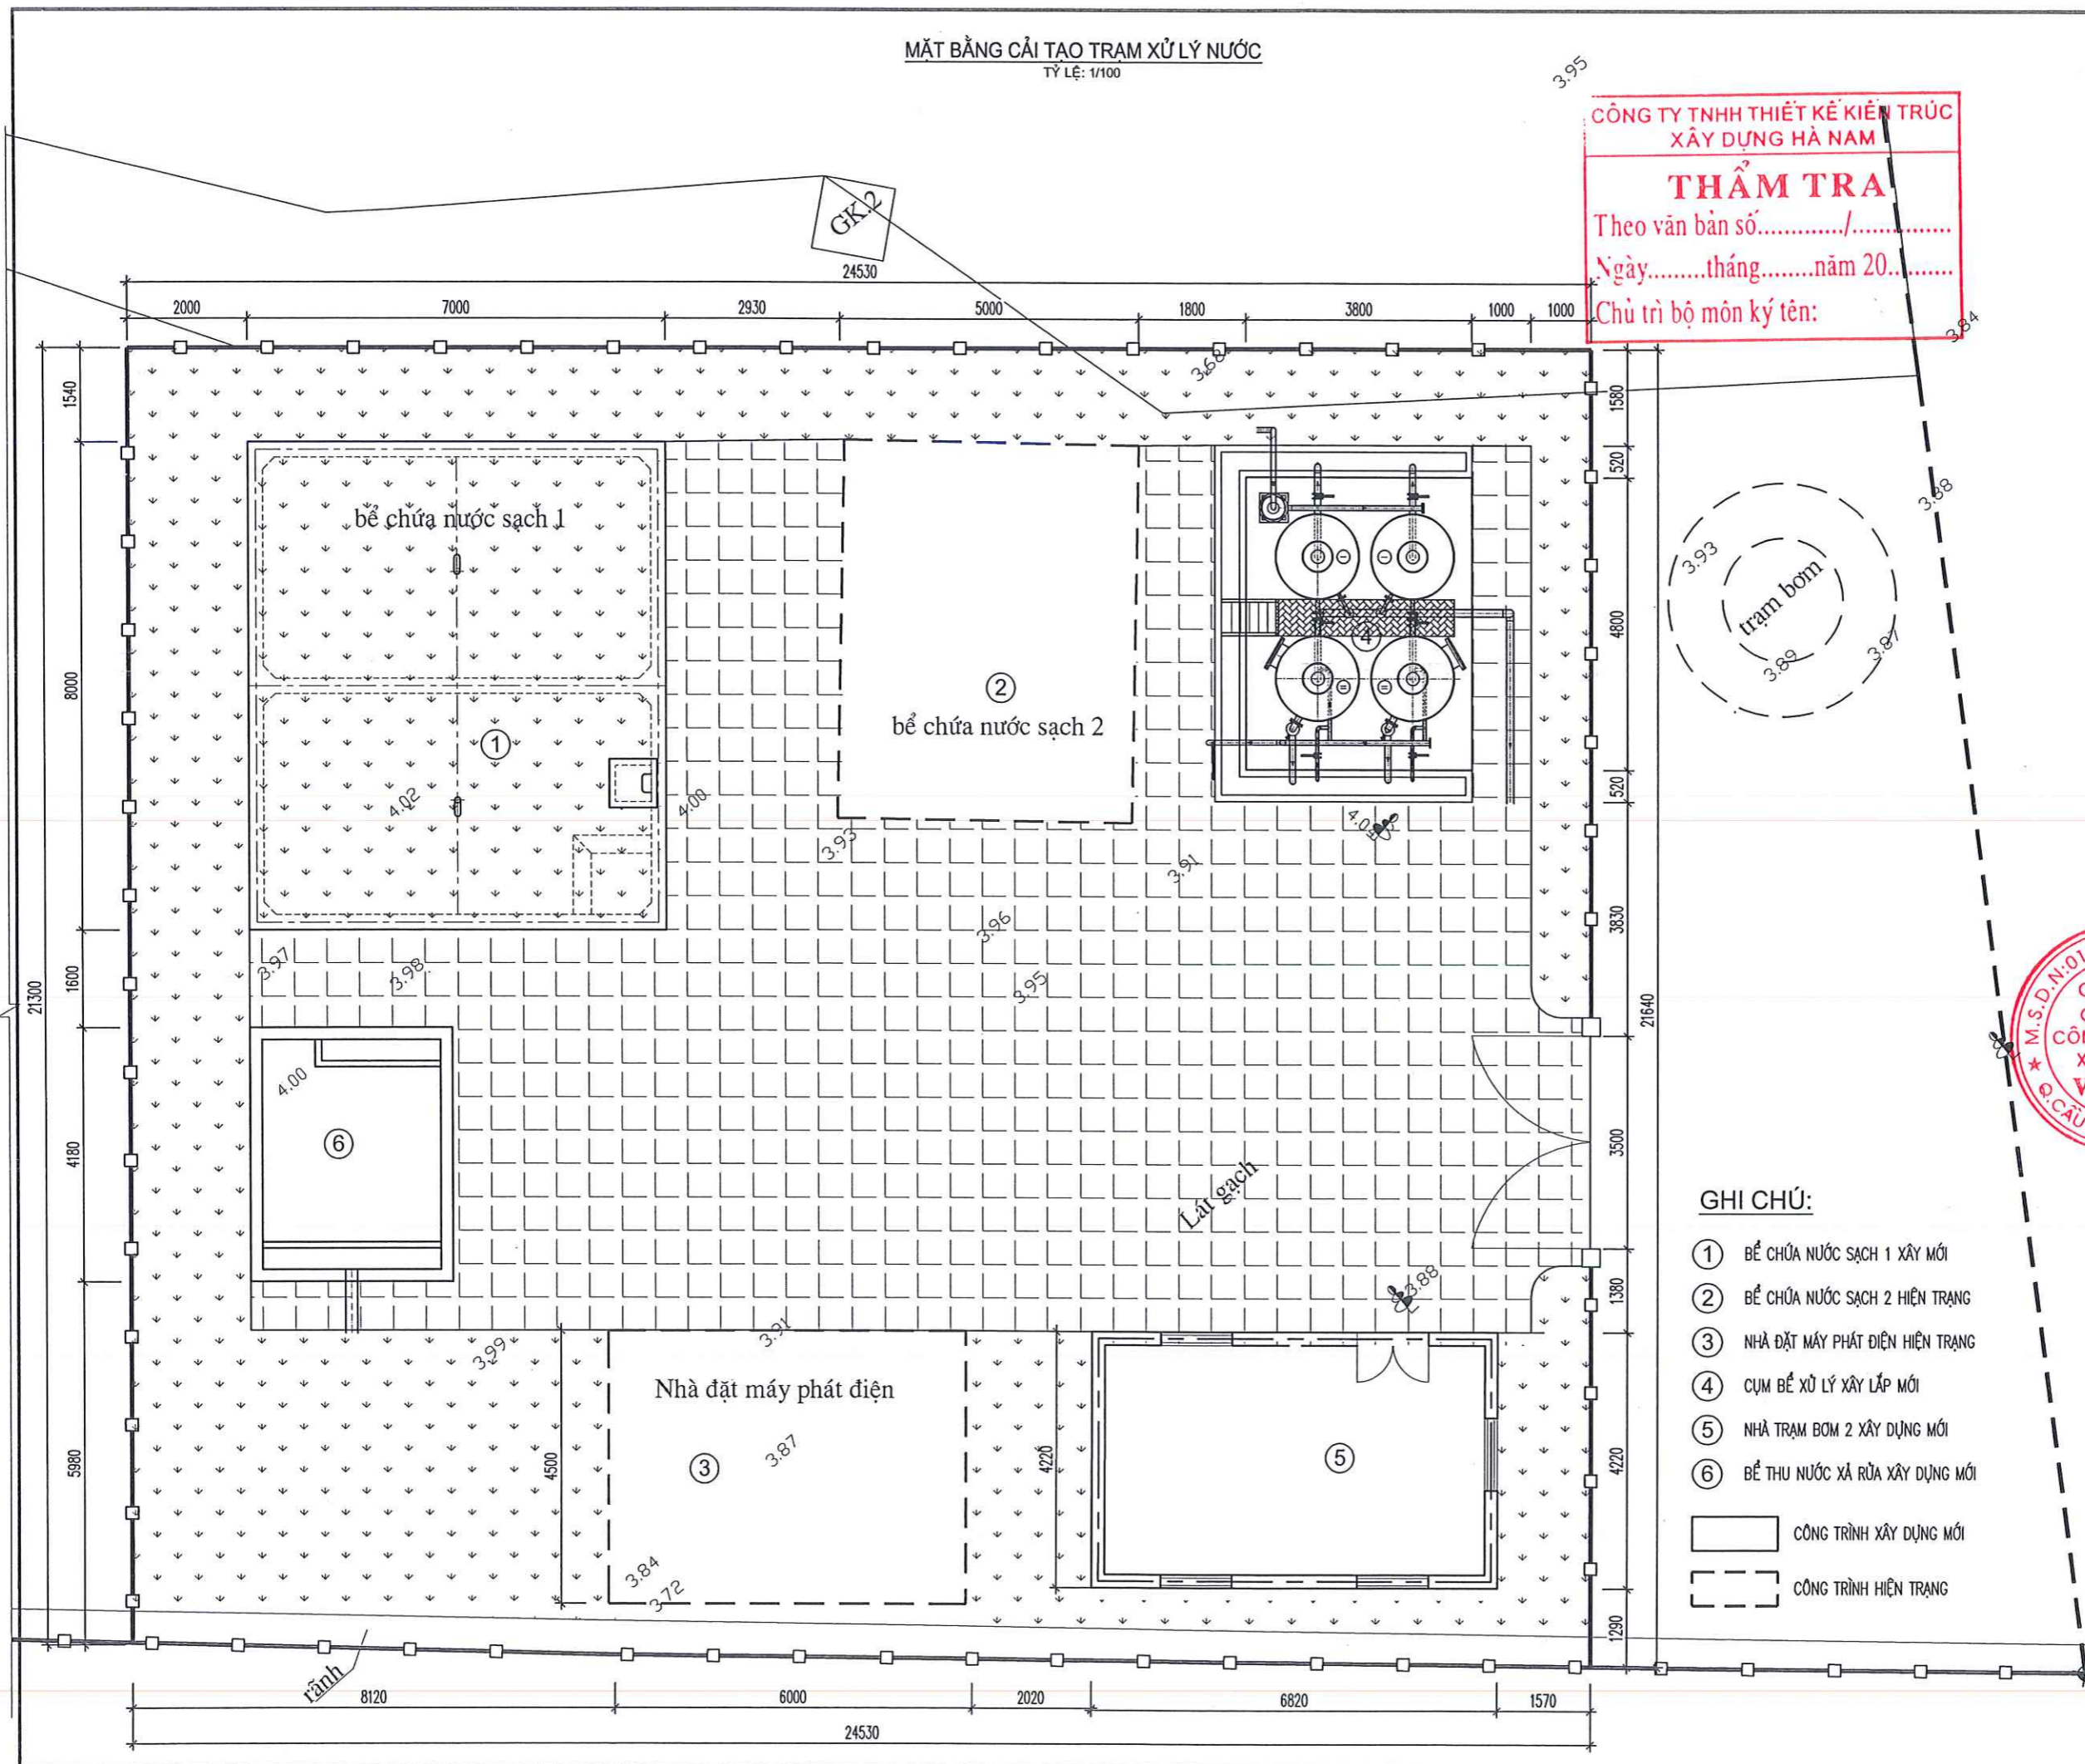 MẶT BẰNG CẢI TẠO TRẠM XỬ LÝ NƯỚC
TỶ LỆ: 1/100
3.95
CÔNG TY TNHH THIẾT KẾ KIẾN TRÚC
XÂY DỰNG HÀ NAM
THẨM TRA
Theo văn bản số............./...............
Ngày.........tháng........năm 20..........
Chủ trì bộ môn ký tên:
GK.2
24530
2000 7000 2930 5000 1800 3800 1000 1000
3.84
3.68
1540
1580
520
bể chứa nước sạch 1
3.88
3.93
trạm bơm
3.89
3.87
4800
4
8000
2
bể chứa nước sạch 2
1
4.02
4.00
520
3.93
3.91
3.96
3830
3.97
3.98
3.95
1600
21300
21640
M.S.D.N:01
4.00
6
4180
3500
Lát gạch
3.88
1380
GHI CHÚ:
1 BỂ CHỨA NƯỚC SẠCH 1 XÂY MỚI
2 BỂ CHỨA NƯỚC SẠCH 2 HIỆN TRẠNG
3 NHÀ ĐẶT MÁY PHÁT ĐIỆN HIỆN TRẠNG
4 CỤM BỂ XỬ LÝ XÂY LẮP MỚI
5 NHÀ TRẠM BƠM 2 XÂY DỰNG MỚI
6 BỂ THU NƯỚC XẢ RỬA XÂY DỰNG MỚI
CÔNG TRÌNH XÂY DỰNG MỚI
CÔNG TRÌNH HIỆN TRẠNG
3.91
3.99
Nhà đặt máy phát điện
3
3.87
5
5980
4500
4220
4220
3.84
3.72
1290
rãnh
8120 6000 2020 6820 1570
24530